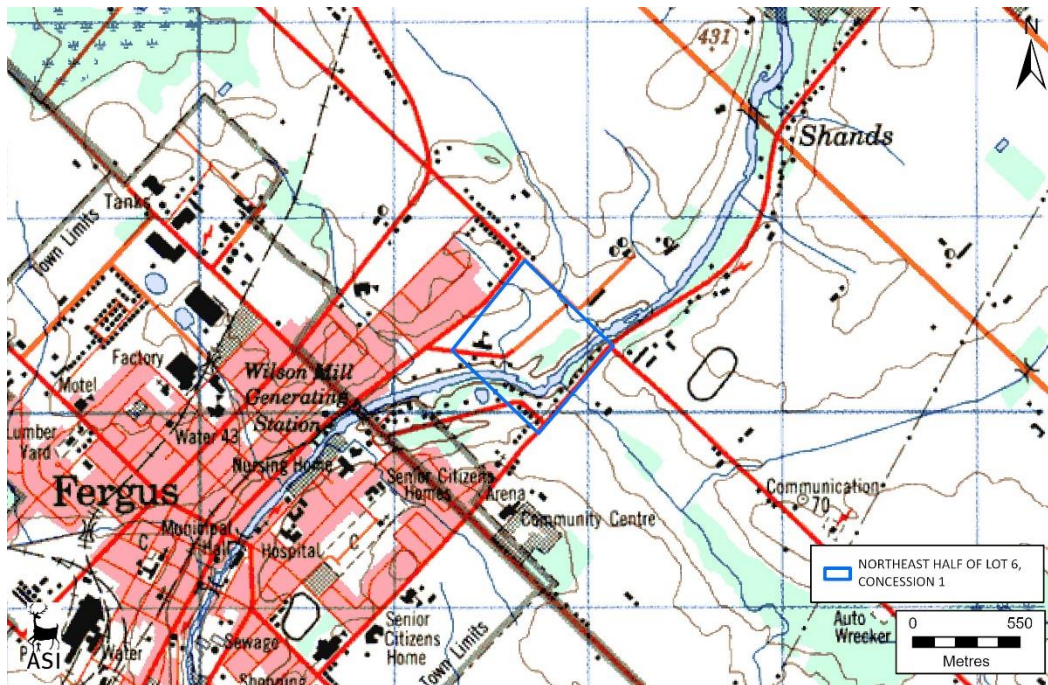 431
N
Shands
Tanks
Town Limits
Factory
Motel
Wilson Mill
Generating
Station
Lumber
Yard
Water 43
Nursing Home
Fergus
Senior Citizens
Homes
Arena
Communication
70
Community Centre
Municipal
Hall
Hospital
C
C
NORTHEAST HALF OF LOT 6,
CONCESSION 1
Auto
Wrecker
0
550
Metres
Senior
Citizens
Home
Sewage
Water
ASI
Town Limits
Shopping